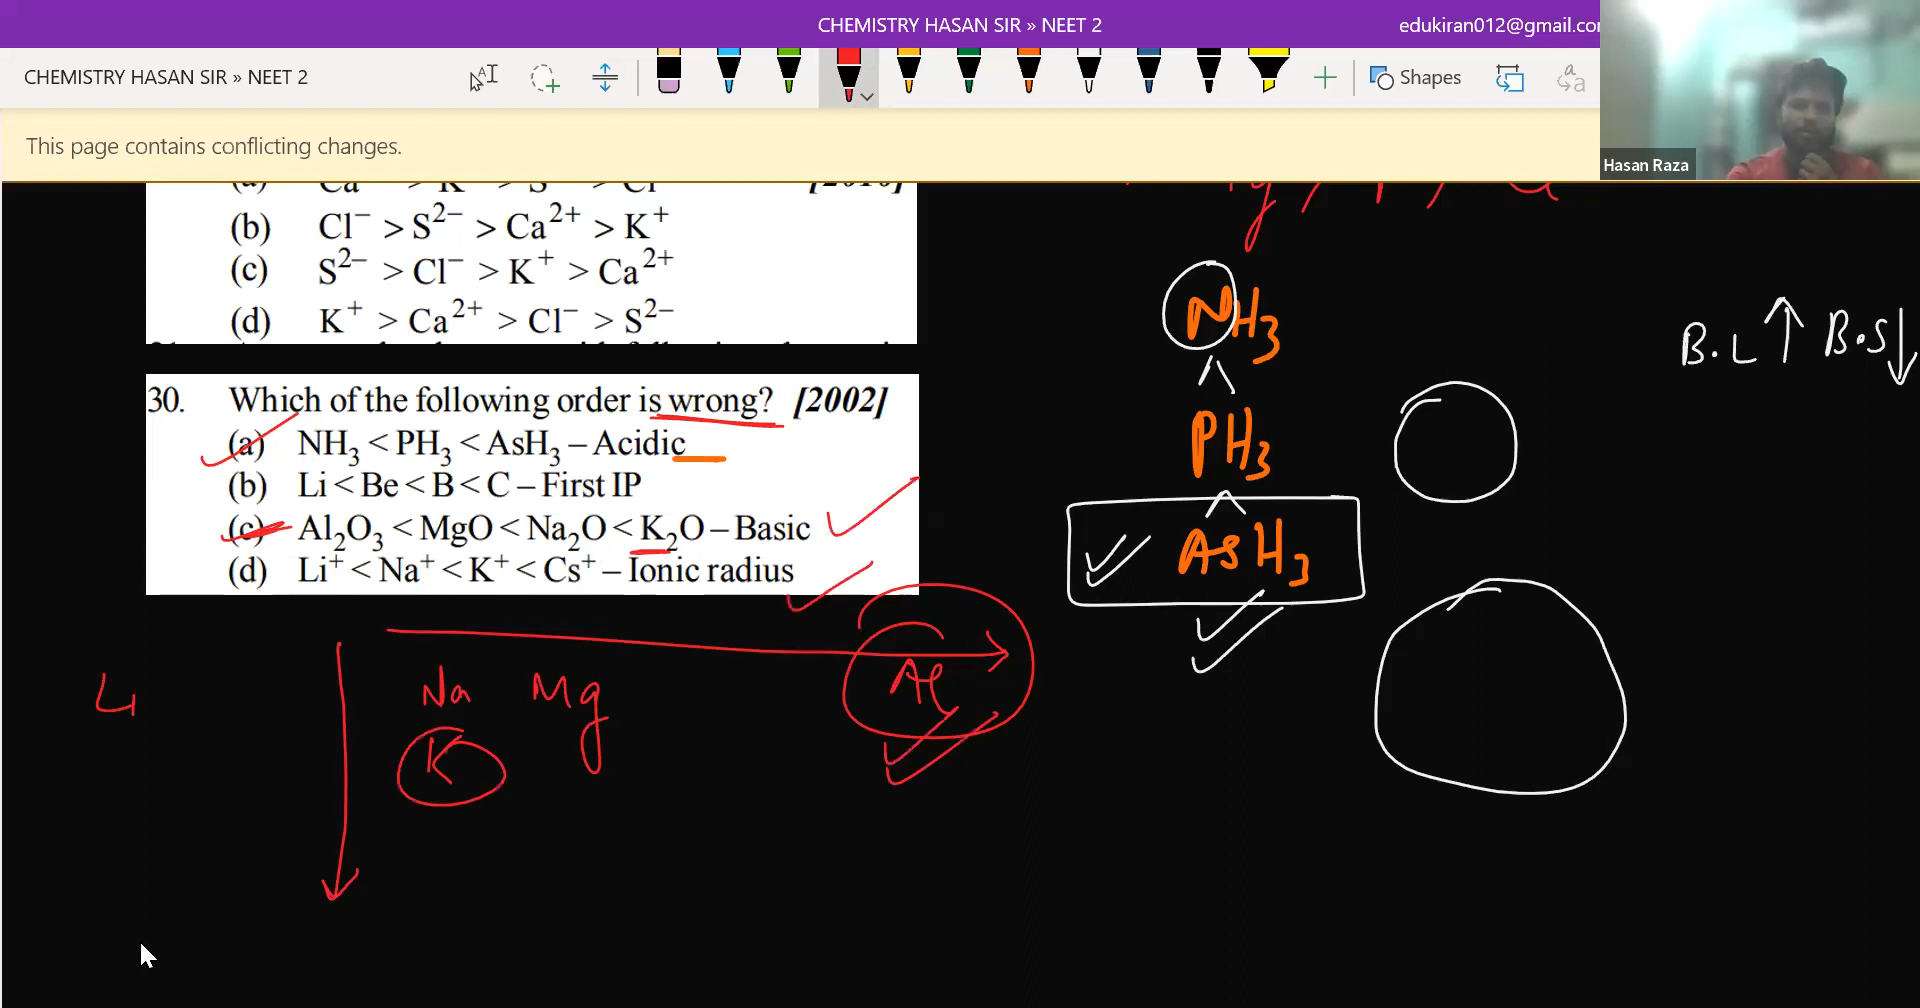 CHEMISTRY HASAN SIR » NEET 2
CHEMISTRY HASAN SIR » NEET 2
Shapes
This page contains conflicting changes.
Hasan Raza
(b) Cl⁻ > S²⁻ > Ca²⁺ > K⁺
(c) S²⁻ > Cl⁻ > K⁺ > Ca²⁺
(d) K⁺ > Ca²⁺ > Cl⁻ > S²⁻
30. Which of the following order is wrong? [2002]
(a) NH₃ < PH₃ < AsH₃ – Acidic
(b) Li < Be < B < C – First IP
(c) Al₂O₃ < MgO < Na₂O < K₂O – Basic
(d) Li⁺ < Na⁺ < K⁺ < Cs⁺ – Ionic radius
NH₃
PH₃
AsH₃
B.L ↑ B.S ↓
Na Mg Al
K